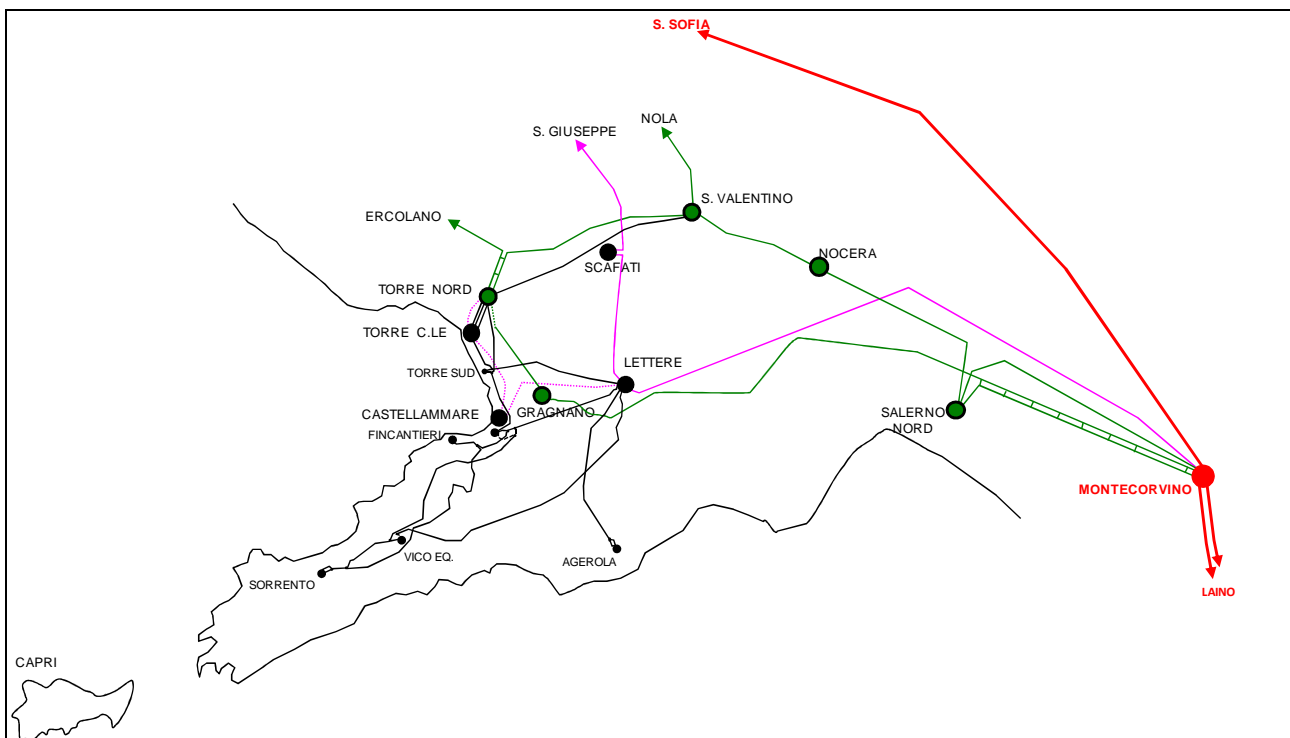 S. SOFIA
NOLA
S. GIUSEPPE
S. VALENTINO
ERCOLANO
NOCERA
SCAFATI
TORRE NORD
TORRE C.LE
LETTERE
TORRE SUD
CASTELLAMMARE
GRAGNANO
SALERNO
NORD
FINCANTIERI
MONTECORVINO
VICO EQ.
AGEROLA
SORRENTO
LAINO
CAPRI